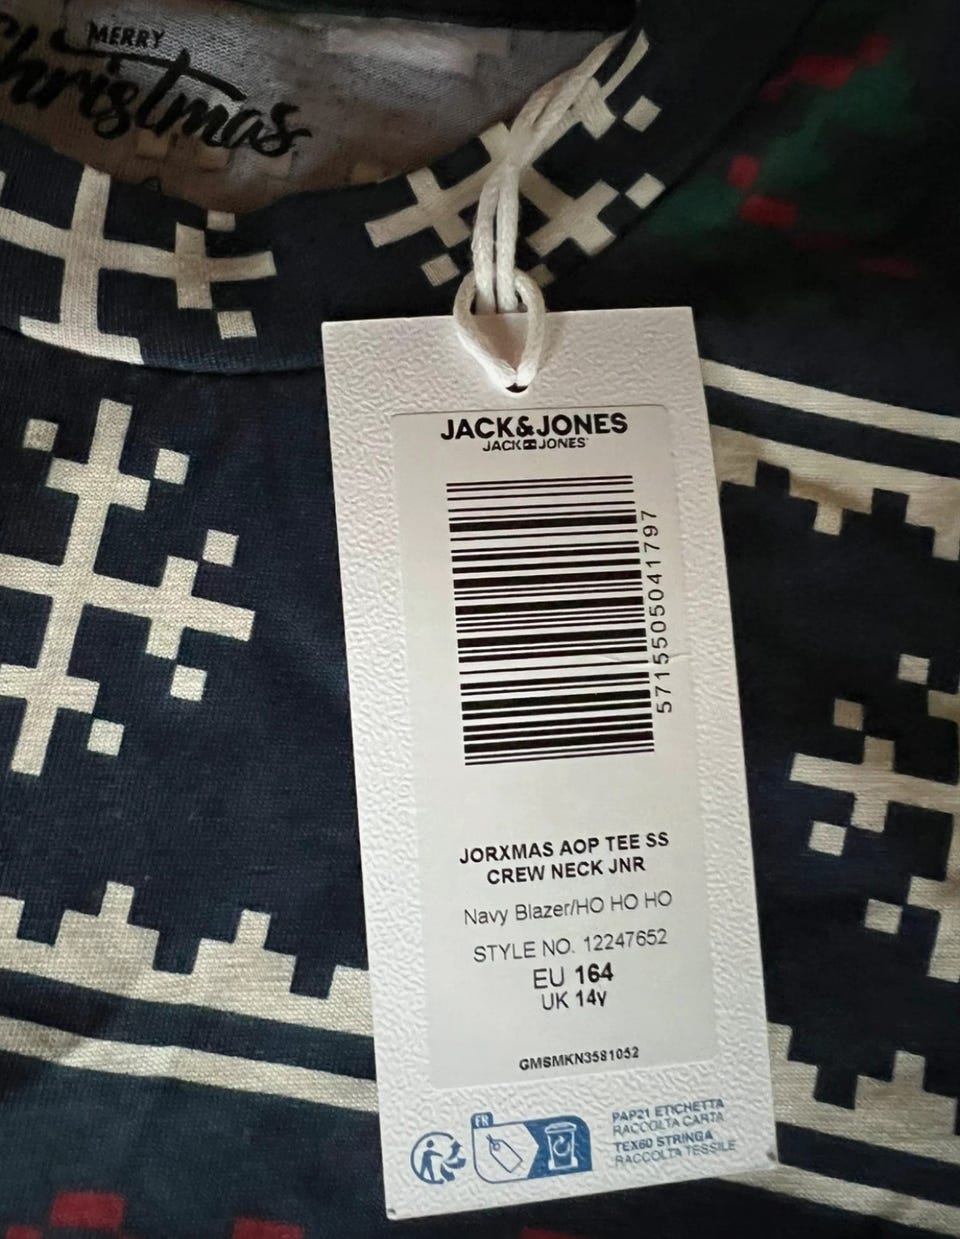 MERRY
Christmas
JACK&JONES
JACK JONES
5715505041797
JORXMAS AOP TEE SS
CREW NECK JNR
Navy Blazer/HO HO HO
STYLE NO. 12247652
EU 164
UK 14y
GMSMKN3581052
FR
PAP21 ETICHETTA
RACCOLTA CARTA
TEX60 STRINGA
RACCOLTA TESSILE